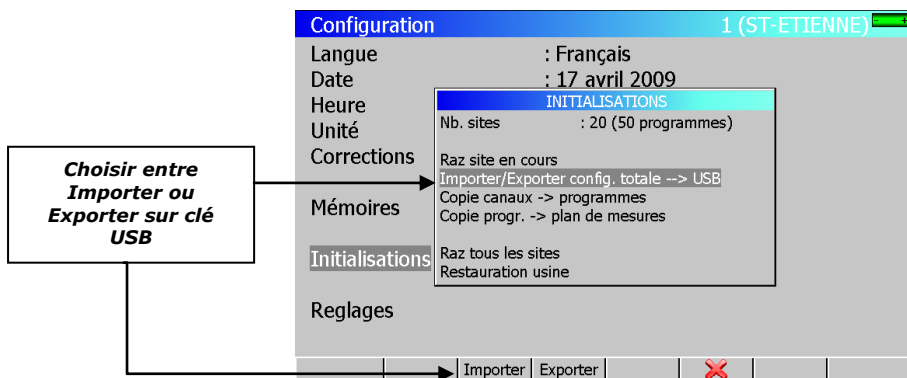 Configuration 1 (ST-ETIENNE) - +
Langue : Français
Date : 17 avril 2009
Heure
Unité
Corrections
Mémoires
Initialisations
Reglages
INITIALISATIONS
Nb. sites : 20 (50 programmes)
Raz site en cours
Importer/Exporter config. totale --> USB
Copie canaux -> programmes
Copie progr. -> plan de mesures
Raz tous les sites
Restauration usine
Choisir entre
Importer ou
Exporter sur clé
USB
Importer Exporter